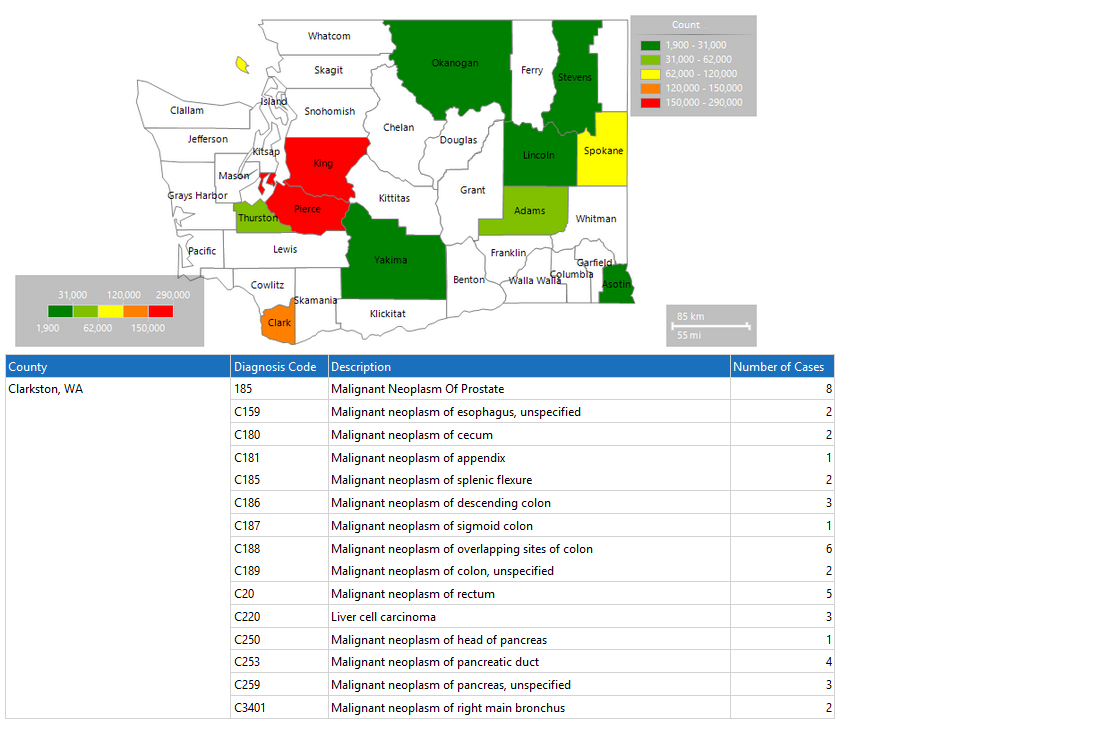 Count
1,900 - 31,000
31,000 - 62,000
62,000 - 120,000
120,000 - 150,000
150,000 - 290,000
Whatcom
Okanogan
Ferry
Stevens
Skagit
Island
Snohomish
Clallam
Chelan
Jefferson
Douglas
Kitsap
Lincoln
Spokane
King
Mason
Grays Harbor
Kittitas
Grant
Pierce
Thurston
Adams
Whitman
Pacific
Lewis
Yakima
Franklin
Garfield
Columbia
Benton
Walla Walla
Asotin
Cowlitz
Skamania
Klickitat
Clark
31,000 120,000 290,000
1,900 62,000 150,000
85 km
55 mi
County Diagnosis Code Description Number of Cases
Clarkston, WA 185 Malignant Neoplasm Of Prostate 8
C159 Malignant neoplasm of esophagus, unspecified 2
C180 Malignant neoplasm of cecum 2
C181 Malignant neoplasm of appendix 1
C185 Malignant neoplasm of splenic flexure 2
C186 Malignant neoplasm of descending colon 3
C187 Malignant neoplasm of sigmoid colon 1
C188 Malignant neoplasm of overlapping sites of colon 6
C189 Malignant neoplasm of colon, unspecified 2
C20 Malignant neoplasm of rectum 5
C220 Liver cell carcinoma 3
C250 Malignant neoplasm of head of pancreas 1
C253 Malignant neoplasm of pancreatic duct 4
C259 Malignant neoplasm of pancreas, unspecified 3
C3401 Malignant neoplasm of right main bronchus 2